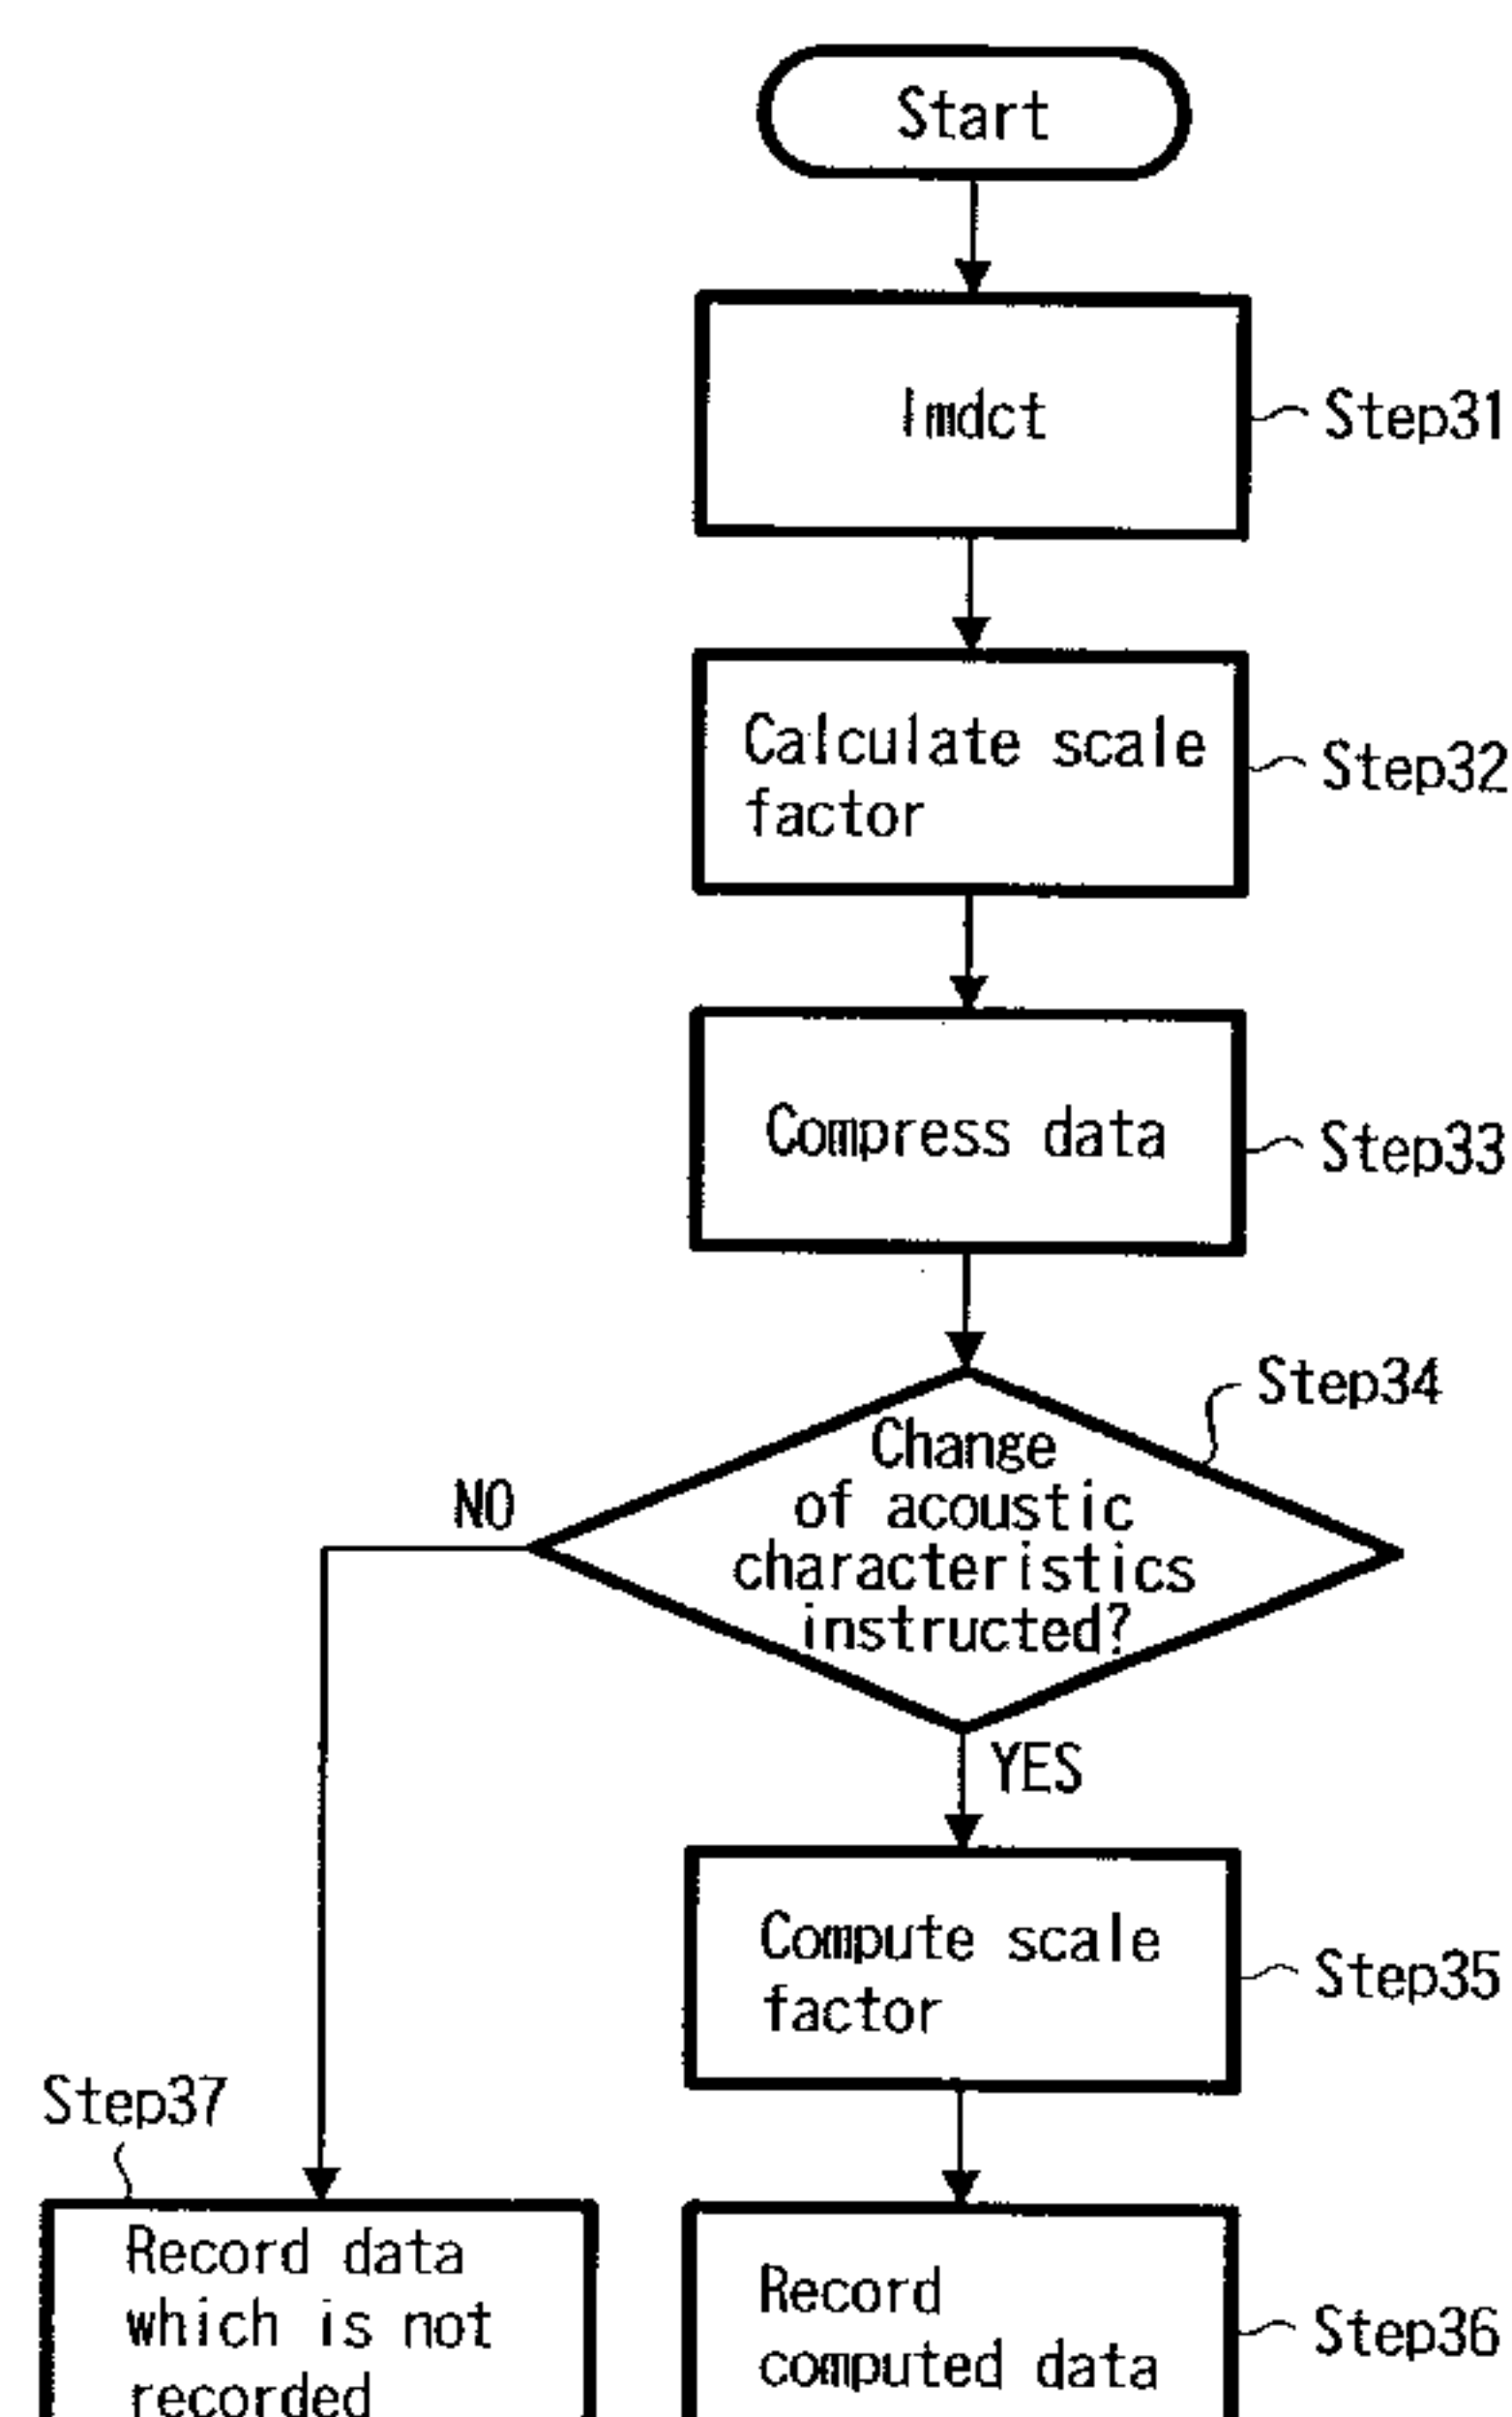 Start
Imdct
Step31
Calculate scale
factor
Step32
Compress data
Step33
Step34
Change
of acoustic
characteristics
instructed?
NO
YES
Compute scale
factor
Step35
Step37
Record data
which is not
recorded
Record
computed data
Step36